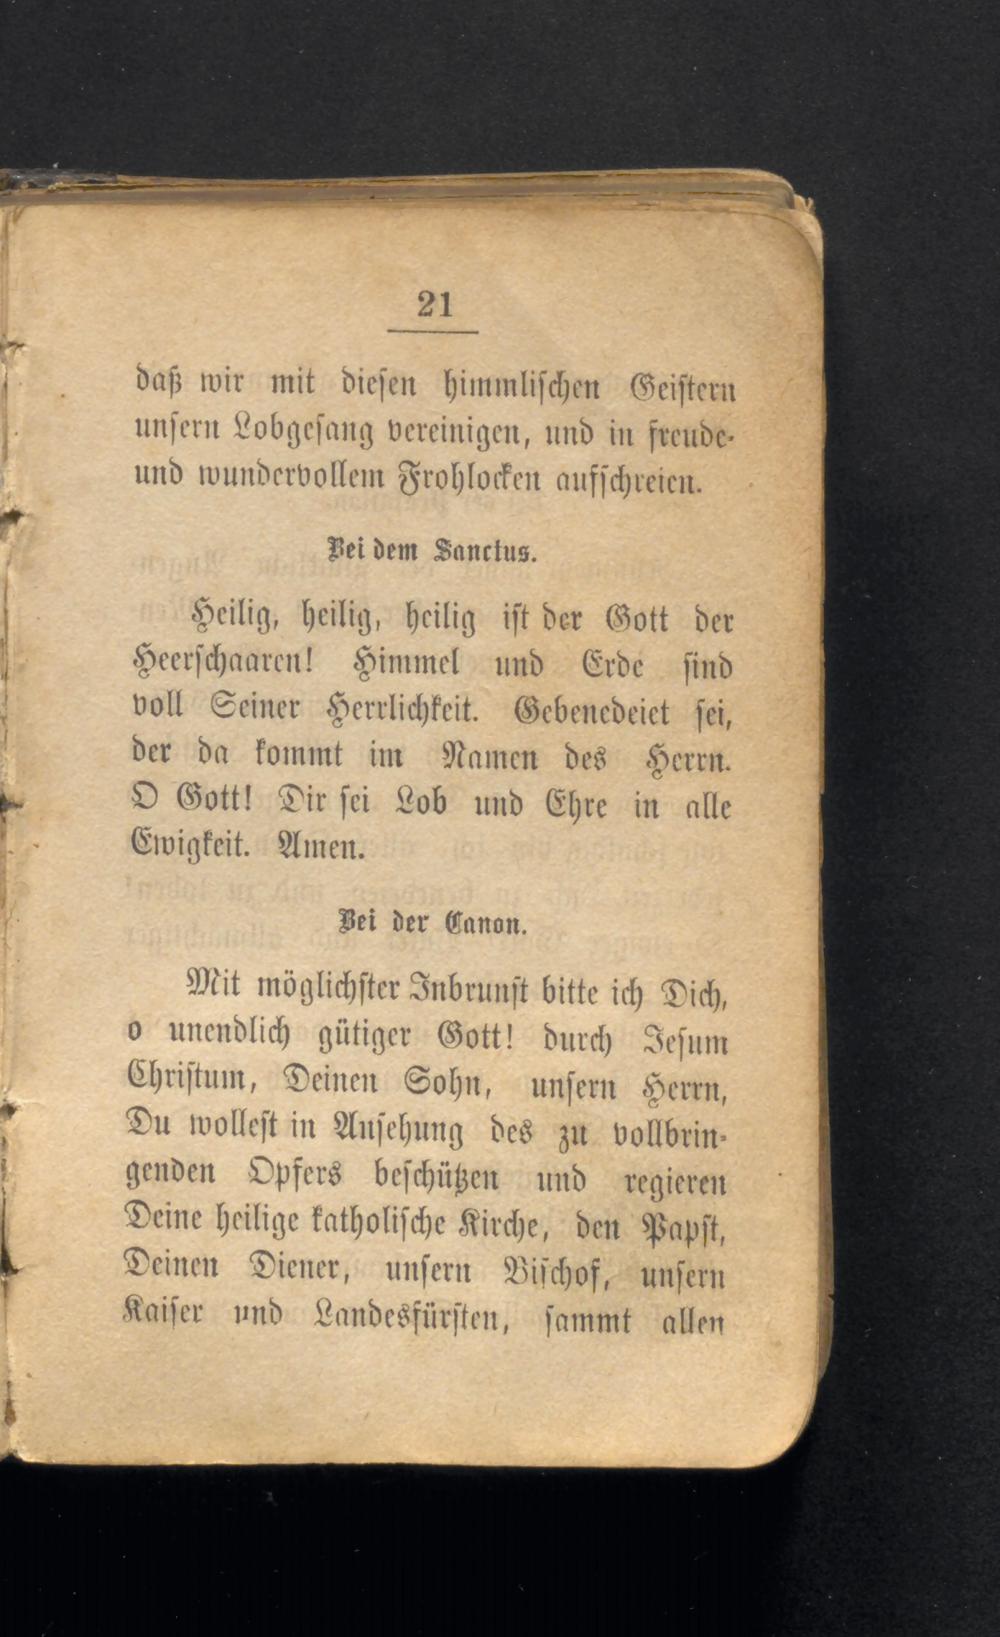 21
daß wir mit diesen himmlischen Geistern
unsern Lobgesang vereinigen, und in freude-
und wundervollem Frohlocken aufschreien.
Bei dem Sanctus.
Heilig, heilig, heilig ist der Gott der
Heerschaaren! Himmel und Erde sind
voll Seiner Herrlichkeit. Gebenedeiet sei,
der da kommt im Namen des Herrn.
O Gott! Dir sei Lob und Ehre in alle
Ewigkeit. Amen.
Bei der Canon.
Mit möglichster Inbrunst bitte ich Dich,
o unendlich gütiger Gott! durch Jesum
Christum, Deinen Sohn, unsern Herrn,
Du wollest in Ansehung des zu vollbrin-
genden Opfers beschützen und regieren
Deine heilige katholische Kirche, den Papst,
Deinen Diener, unsern Bischof, unsern
Kaiser und Landesfürsten, sammt allen